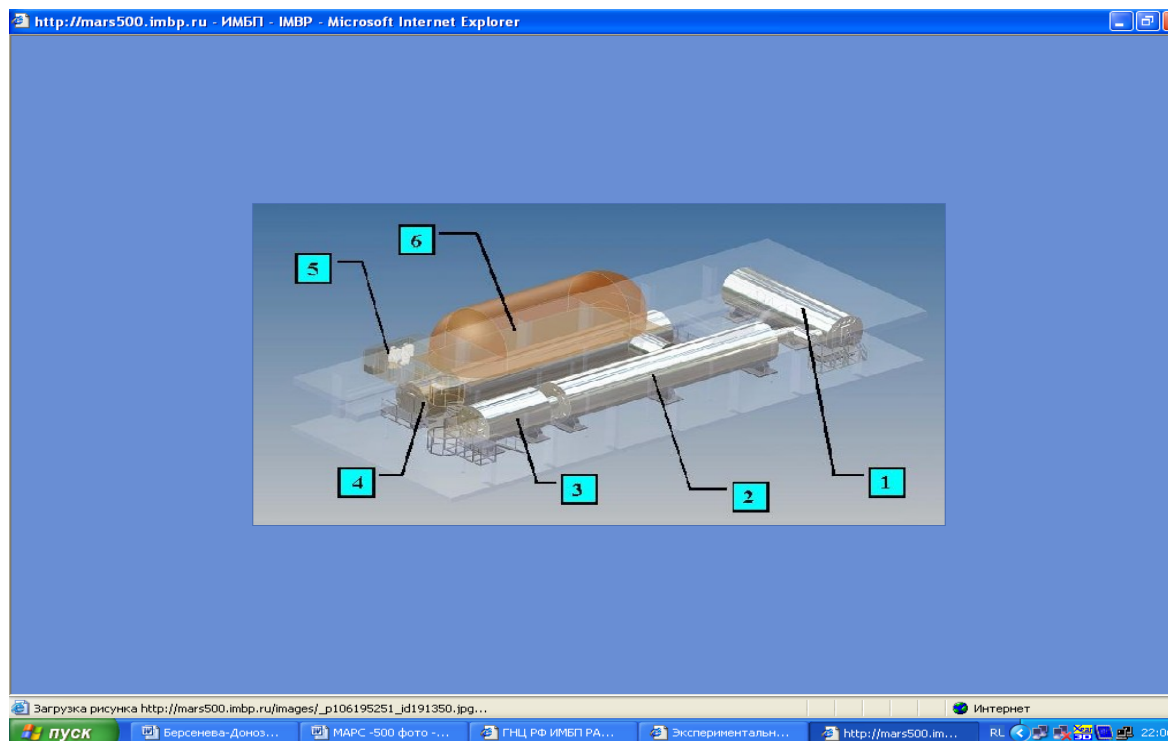 http://mars500.imbp.ru - ИМБП - IMBP - Microsoft Internet Explorer
6
5
4
3
2
1
Загрузка рисунка http://mars500.imbp.ru/images/_p106195251_id191350.jpg...
Интернет
пуск
Берсенева-Доноз...
МАРС -500 фото -...
ГНЦ РФ ИМБП РА...
Экспериментальн...
http://mars500.im...
RL
22:0